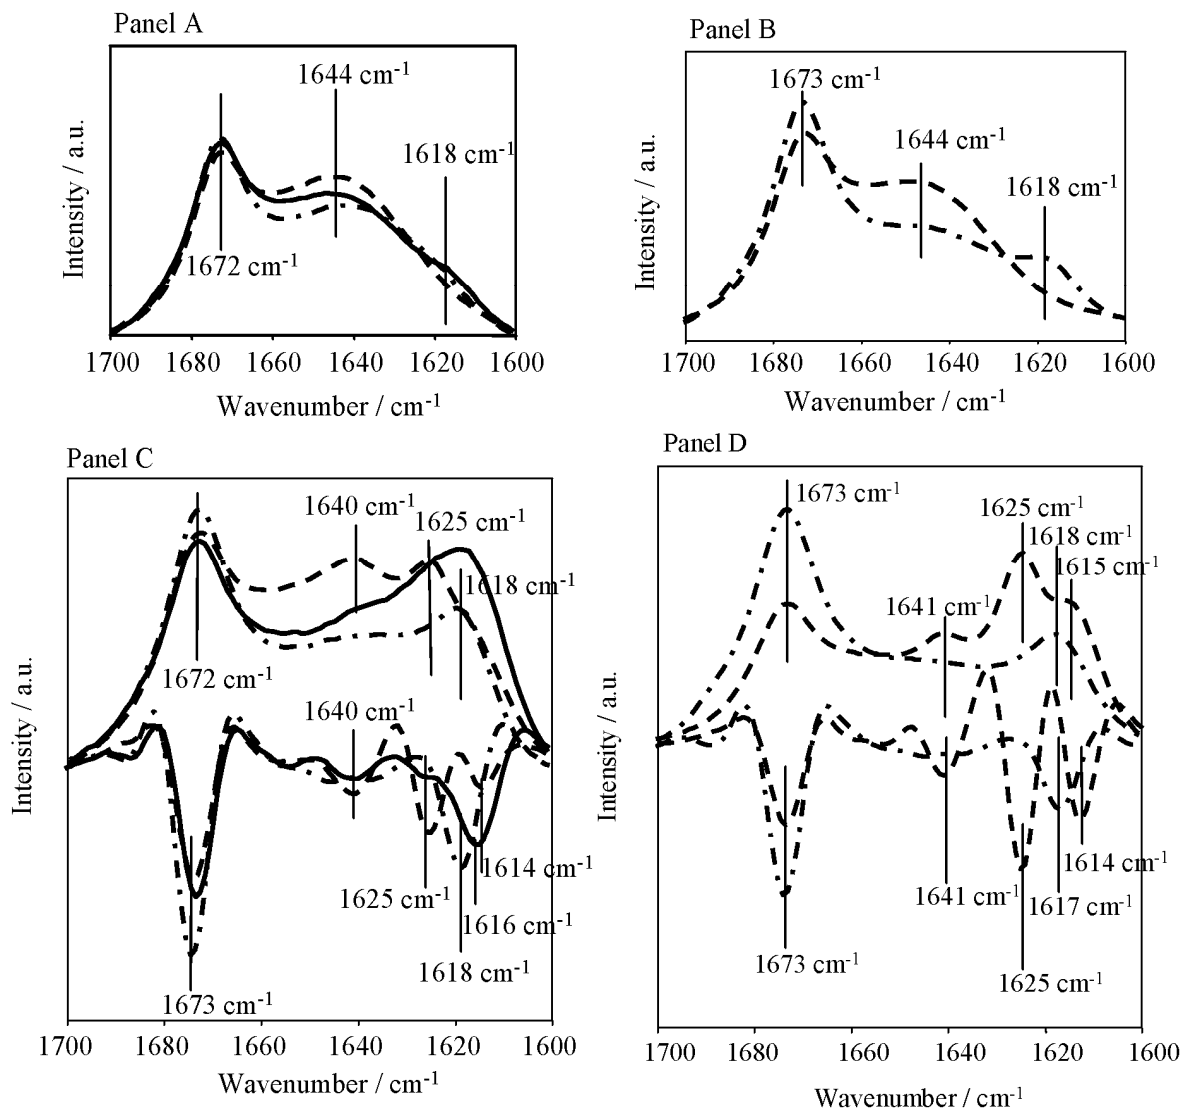 Panel A
1644 cm-1
1618 cm-1
1672 cm-1
Intensity / a.u.
1700 1680 1660 1640 1620 1600
Wavenumber / cm-1
Panel B
1673 cm-1
1644 cm-1
1618 cm-1
Intensity / a.u.
1700 1680 1660 1640 1620 1600
Wavenumber / cm-1
Panel C
1640 cm-1
1625 cm-1
1618 cm-1
1672 cm-1
1640 cm-1
1614 cm-1
1625 cm-1
1616 cm-1
1618 cm-1
1673 cm-1
Intensity / a.u.
1700 1680 1660 1640 1620 1600
Wavenumber / cm-1
Panel D
1673 cm-1
1625 cm-1
1618 cm-1
1615 cm-1
1641 cm-1
1614 cm-1
1641 cm-1
1617 cm-1
1673 cm-1
1625 cm-1
Intensity / a.u.
1700 1680 1660 1640 1620 1600
Wavenumber / cm-1